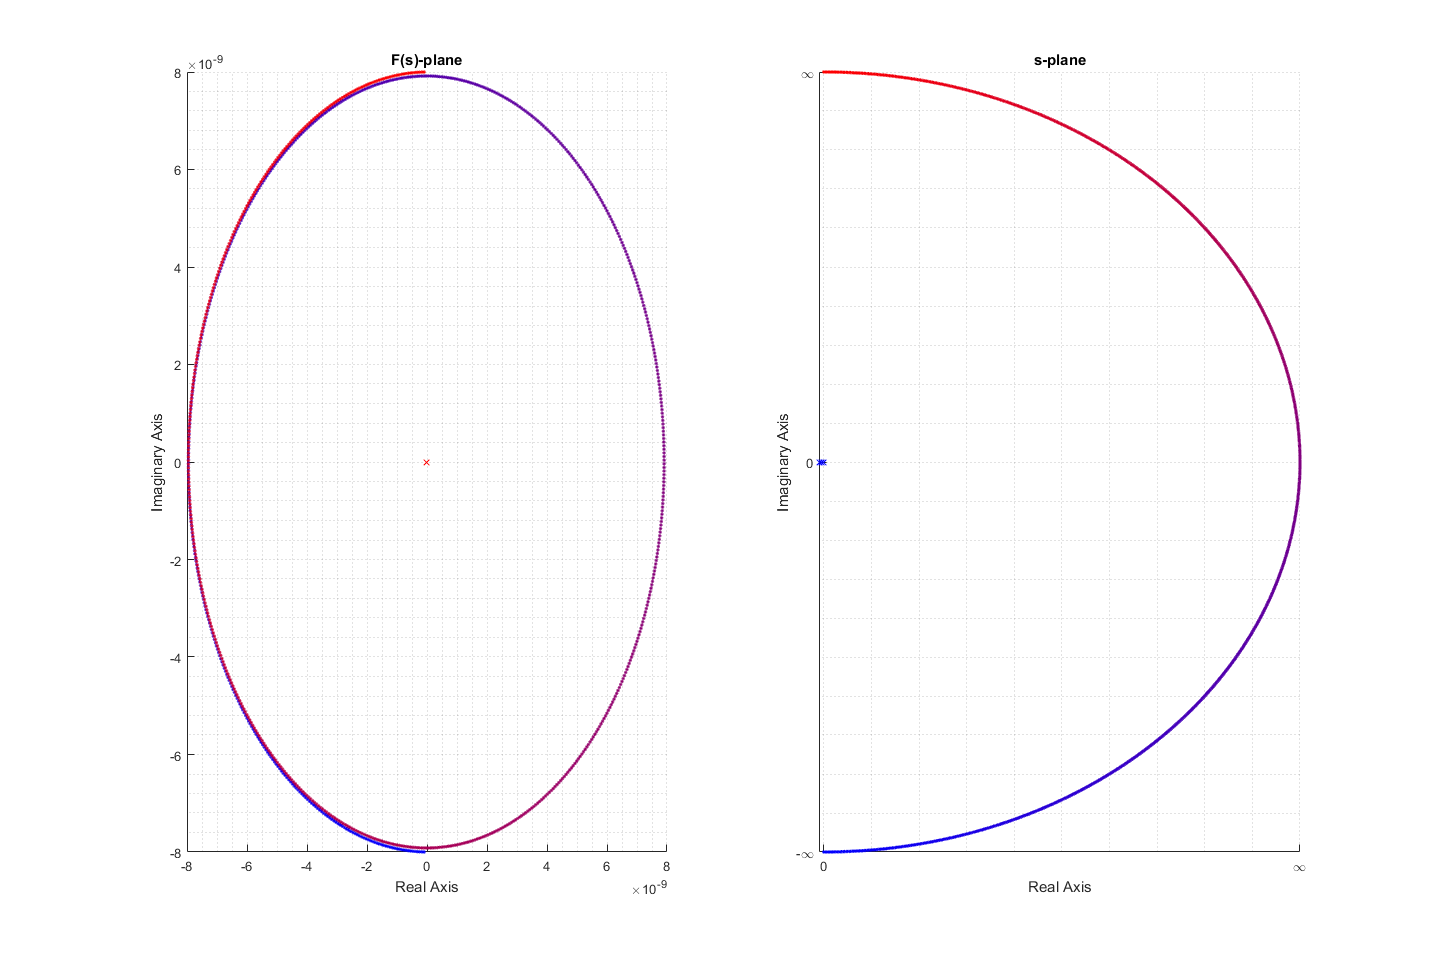 F(s)-plane
×10⁻⁹
8
6
4
2
0
-2
-4
-6
-8
Imaginary Axis
-8 -6 -4 -2 0 2 4 6 8
Real Axis
×10⁻⁹
s-plane
∞
0
-∞
Imaginary Axis
0 ∞
Real Axis